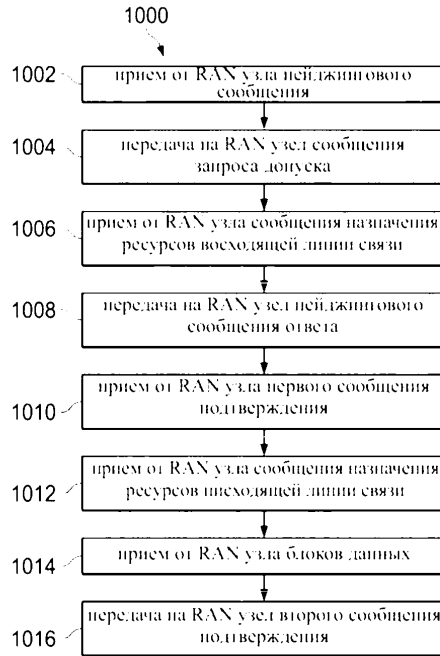 1000
1002
прием от RAN узла пейджингового
сообщения
1004
передача на RAN узел сообщения
запроса допуска
1006
прием от RAN узла сообщения назначения
ресурсов восходящей линии связи
1008
передача на RAN узел пейджингового
сообщения ответа
1010
прием от RAN узла первого сообщения
подтверждения
1012
прием от RAN узла сообщения назначения
ресурсов нисходящей линии связи
1014
прием от RAN узла блоков данных
1016
передача на RAN узел второго сообщения
подтверждения